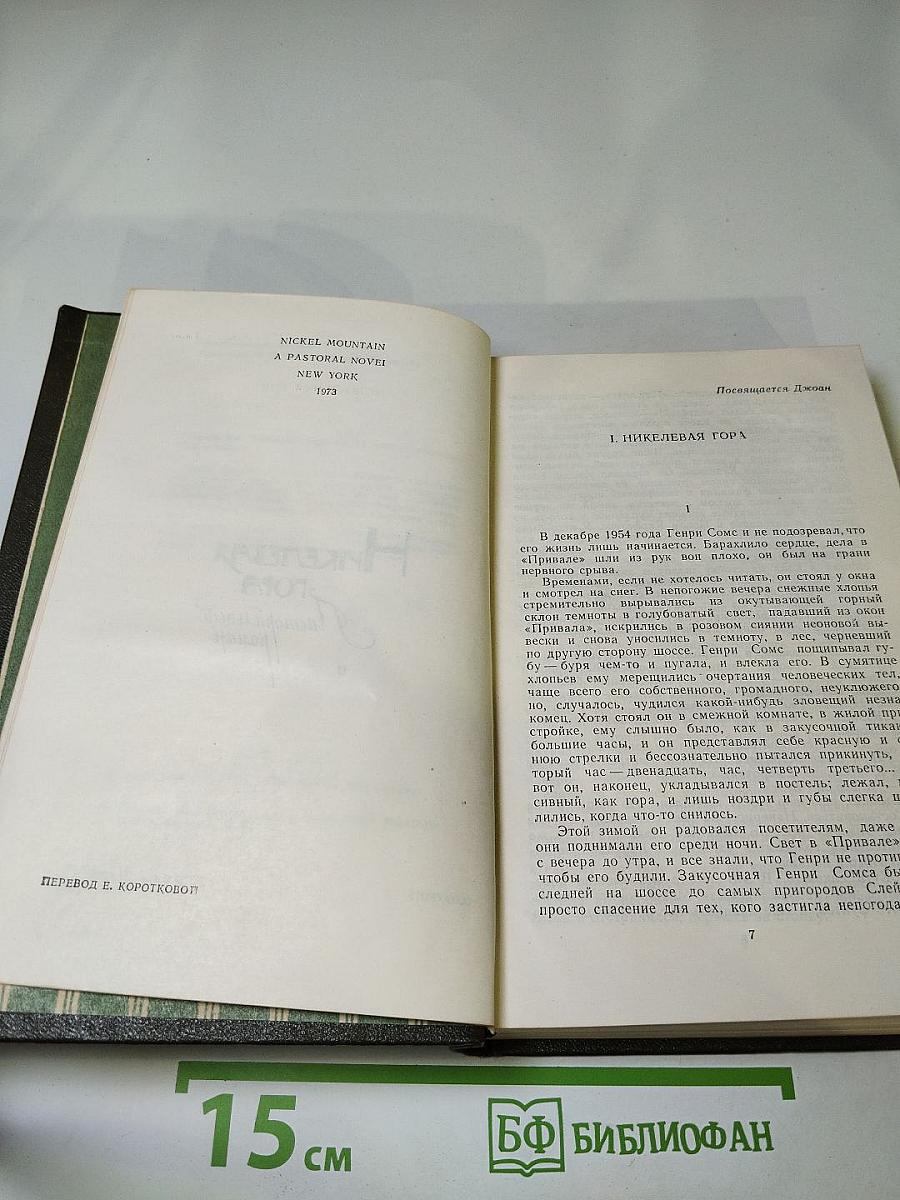 NICKEL MOUNTAIN
A PASTORAL NOVEL
NEW YORK
1973
ПЕРЕВОД Е. КОРОТКОВОЙ
Посвящается Джоан
I. НИКЕЛЕВАЯ ГОРА
I
В декабре 1954 года Генри Сомс и не подозревал, что
его жизнь лишь начинается. Барахлило сердце, дела в
«Привале» шли из рук вон плохо, он был на грани
нервного срыва.
Временами, если не хотелось читать, он стоял у окна
и смотрел на снег. В непогожие вечера снежные хлопья
стремительно вырывались из окутывающей горный
склон темноты в голубоватый свет, падавший из окон
«Привала», искрились в розовом сиянии неоновой вы-
вески и снова уносились в темноту, в лес, черневший
по другую сторону шоссе. Генри Сомс пощипывал гу-
бу — буря чем-то и пугала, и влекла его. В сумятице
хлопьев ему мерещились очертания человеческих тел,
чаще всего его собственного, громадного, неуклюжего
но, случалось, чудился какой-нибудь зловещий незна
комец. Хотя стоял он в смежной комнате, в жилой при
стройке, ему слышно было, как в закусочной тикаи
большие часы, и он представлял себе красную и с
нюю стрелки и бессознательно пытался прикинуть,
торый час — двенадцать, час, четверть третьего...
вот он, наконец, укладывался в постель; лежал,
сивный, как гора, и лишь ноздри и губы слегка ш
лились, когда что-то снилось.
Этой зимой он радовался посетителям, даже
они поднимали его среди ночи. Свет в «Привале»
с вечера до утра, и все знали, что Генри не проти
чтобы его будили. Закусочная Генри Сомса бы
следней на шоссе до самых пригородов Слей
просто спасение для тех, кого застигла непогода
7
15 см
БФ БИБЛИОФАН